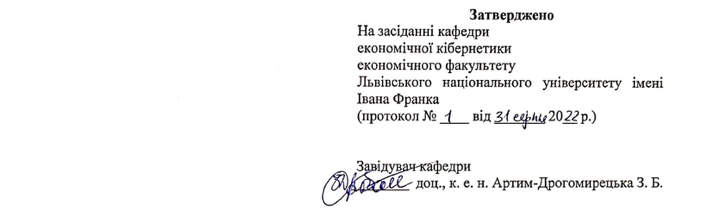 Затверджено
На засіданні кафедри
економічної кібернетики
економічного факультету
Львівського національного університету імені
Івана Франка
(протокол № 1 від 31 серпня 2022 р.)
Завідувач кафедри
доц., к. е. н. Артим-Дрогомирецька З. Б.